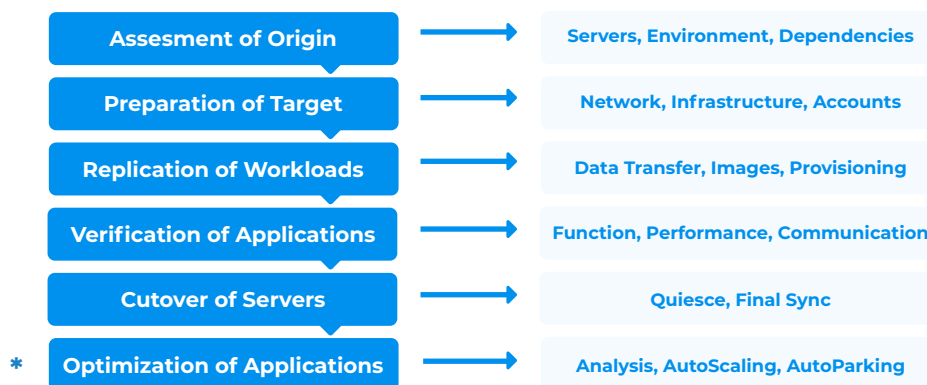 Assesment of Origin
Servers, Environment, Dependencies
Preparation of Target
Network, Infrastructure, Accounts
Replication of Workloads
Data Transfer, Images, Provisioning
Verification of Applications
Function, Performance, Communication
Cutover of Servers
Quiesce, Final Sync
* Optimization of Applications
Analysis, AutoScaling, AutoParking